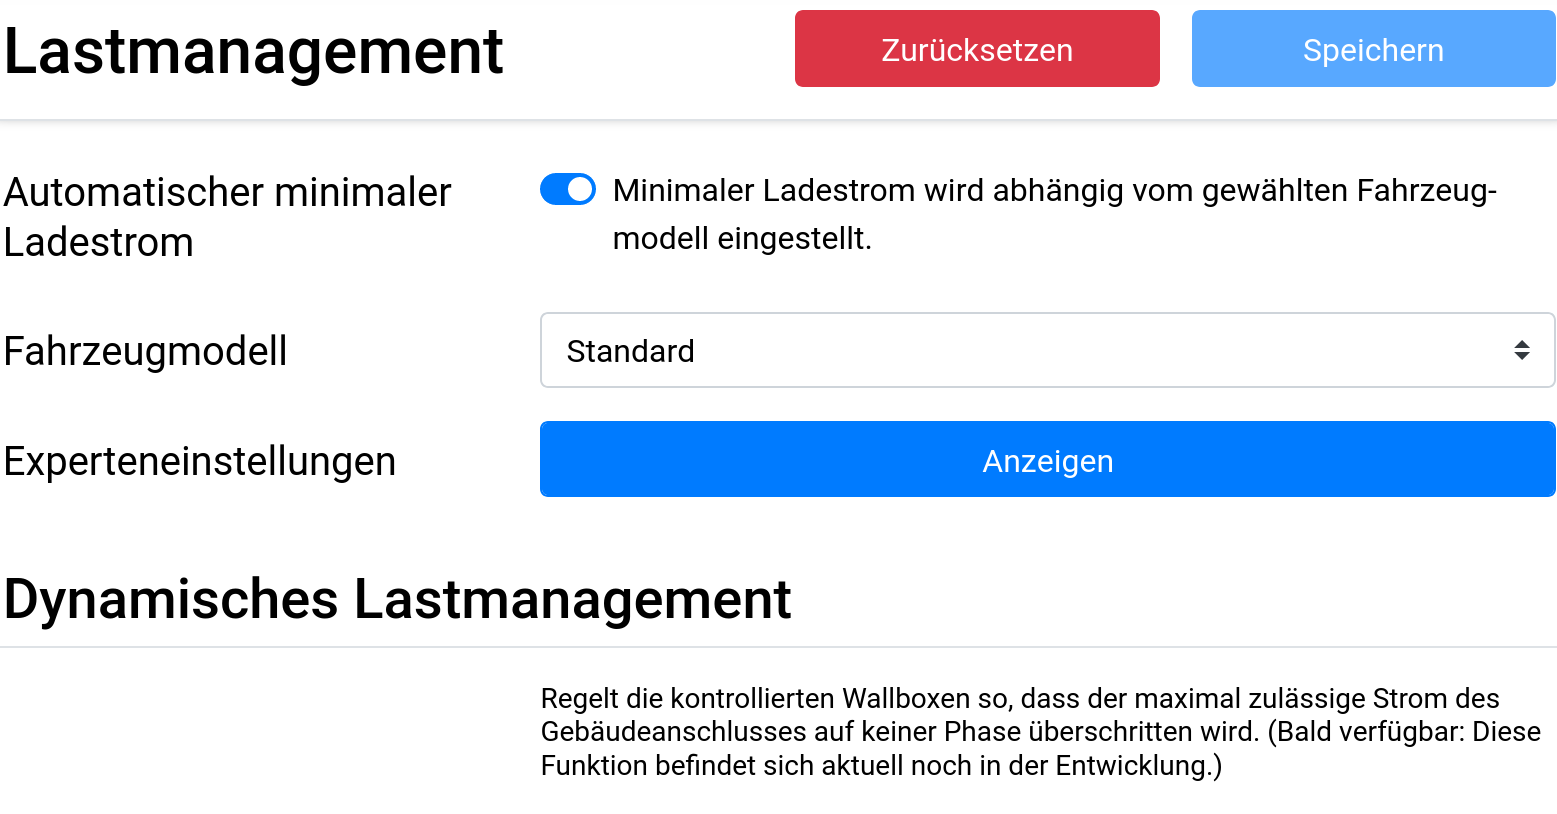 Lastmanagement
Zurücksetzen
Speichern
Automatischer minimaler
Ladestrom
Minimaler Ladestrom wird abhängig vom gewählten Fahrzeug-
modell eingestellt.
Fahrzeugmodell
Standard
Experteneinstellungen
Anzeigen
Dynamisches Lastmanagement
Regelt die kontrollierten Wallboxen so, dass der maximal zulässige Strom des
Gebäudeanschlusses auf keiner Phase überschritten wird. (Bald verfügbar: Diese
Funktion befindet sich aktuell noch in der Entwicklung.)